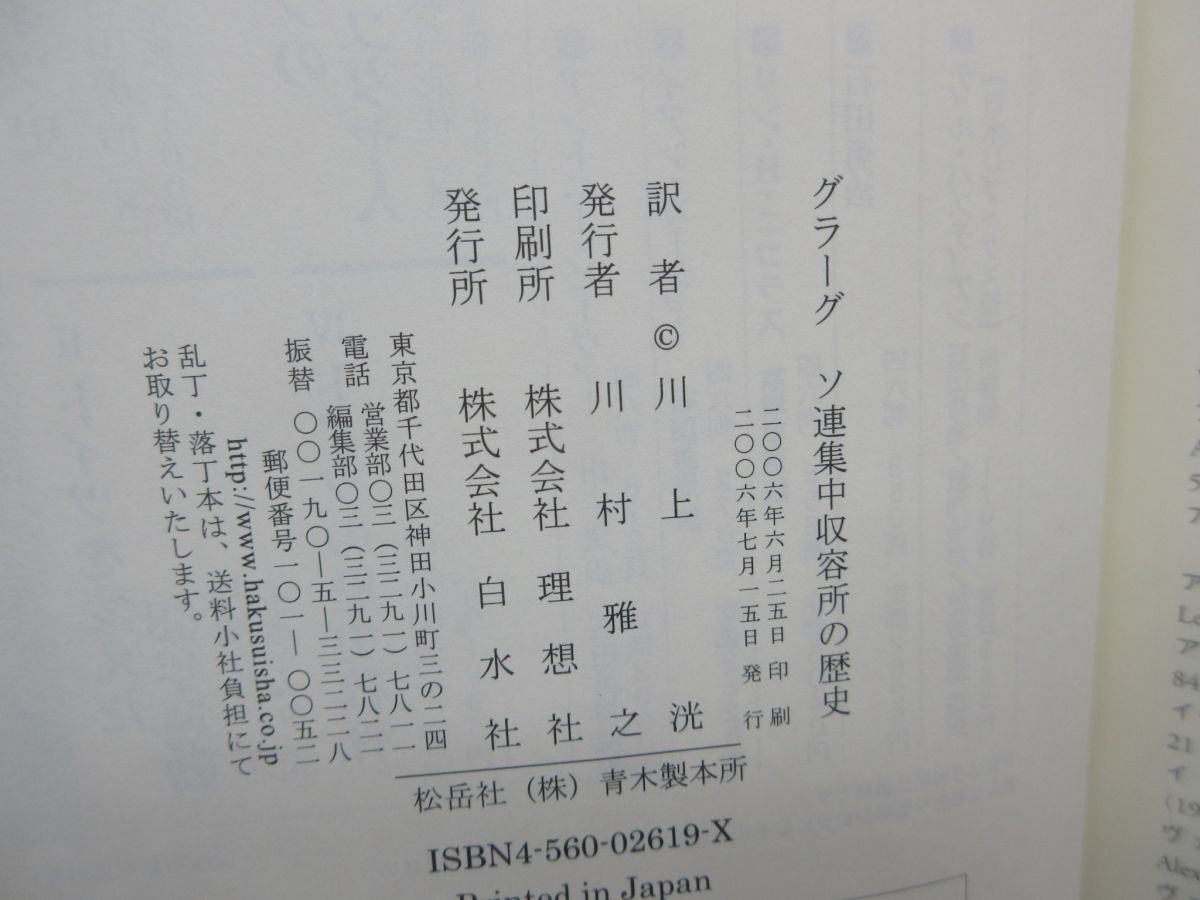 グラーグ　ソ連集中収容所の歴史
二〇〇六年六月二五日 印刷
二〇〇六年七月一五日 発行
訳者 © 川上洸
発行者 川村雅之
印刷所 株式会社 理想社
発行所 株式会社 白水社
東京都千代田区神田小川町三の二四
電話 営業部〇三（三二九一）七八一一
編集部〇三（三二九一）七八二一
振替 〇〇一九〇―五―三三二二八
郵便番号一〇一―〇〇五二
http://www.hakusuisha.co.jp
乱丁・落丁本は、送料小社負担にて
お取り替えいたします。
松岳社（株）青木製本所
ISBN4-560-02619-X
Printed in Japan